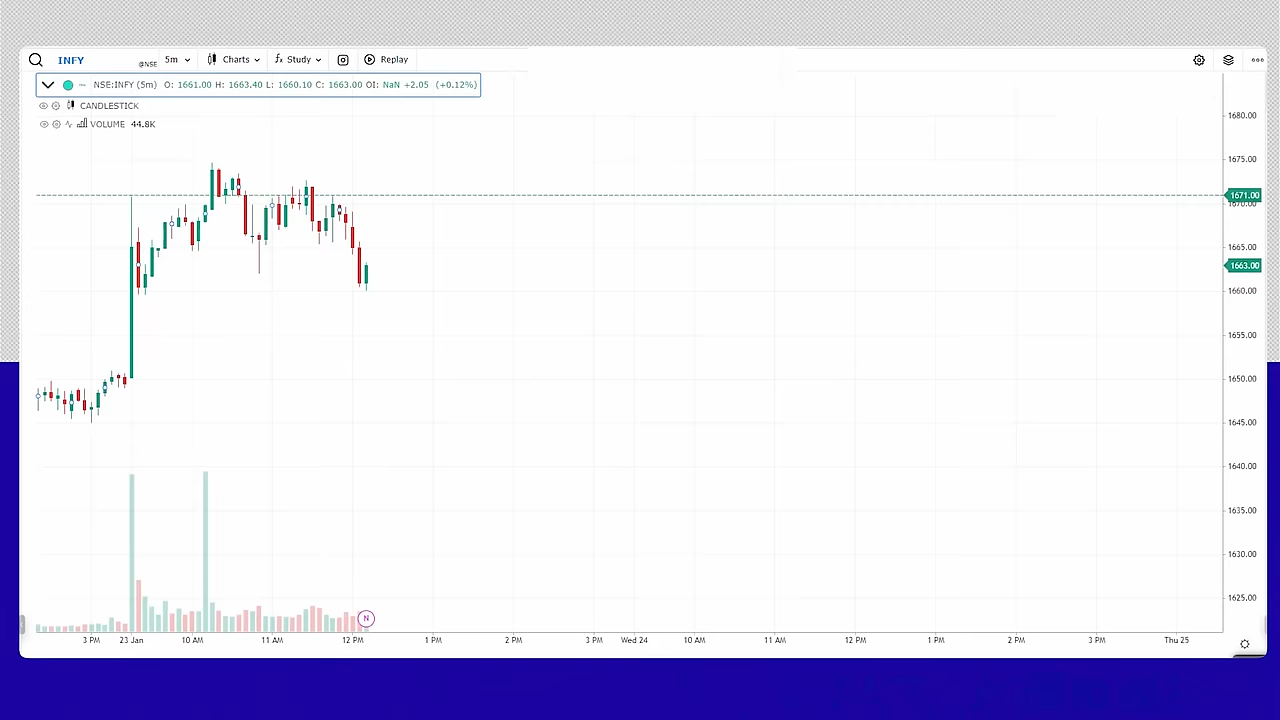 INFY @NSE 5m Charts fx Study Replay
NSE:INFY (5m) O: 1661.00 H: 1663.40 L: 1660.10 C: 1663.00 OI: NaN +2.05 (+0.12%)
CANDLESTICK
VOLUME 44.8K
1680.00
1675.00
1671.00
1670.00
1665.00
1663.00
1660.00
1655.00
1650.00
1645.00
1640.00
1635.00
1630.00
1625.00
N
3 PM 23 Jan 10 AM 11 AM 12 PM 1 PM 2 PM 3 PM Wed 24 10 AM 11 AM 12 PM 1 PM 2 PM 3 PM Thu 25